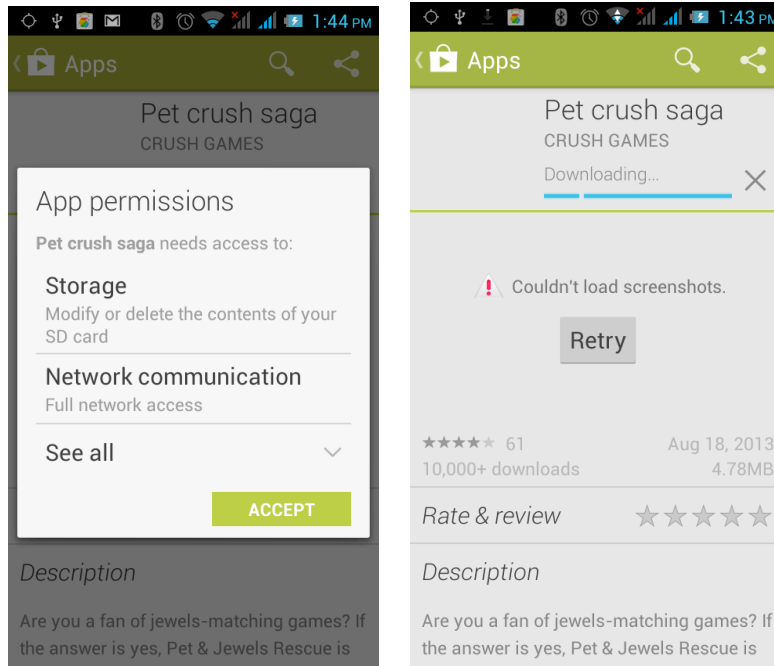 1:44 PM
Apps
Pet crush saga
CRUSH GAMES
App permissions
Pet crush saga needs access to:
Storage
Modify or delete the contents of your
SD card
Network communication
Full network access
See all
ACCEPT
Description
Are you a fan of jewels-matching games? If
the answer is yes, Pet & Jewels Rescue is
1:43 PM
Apps
Pet crush saga
CRUSH GAMES
Downloading...
Couldn't load screenshots.
Retry
61
Aug 18, 2013
10,000+ downloads
4.78MB
Rate & review
Description
Are you a fan of jewels-matching games? If
the answer is yes, Pet & Jewels Rescue is